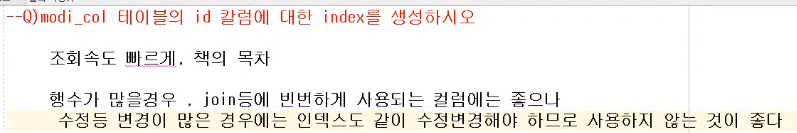 --Q)modi_col 테이블의 id 칼럼에 대한 index를 생성하시오
조회속도 빠르게. 책의 목차
행수가 많을경우 , join등에 빈번하게 사용되는 컬럼에는 좋으나
수정등 변경이 많은 경우에는 인덱스도 같이 수정변경해야 하므로 사용하지 않는 것이 좋다